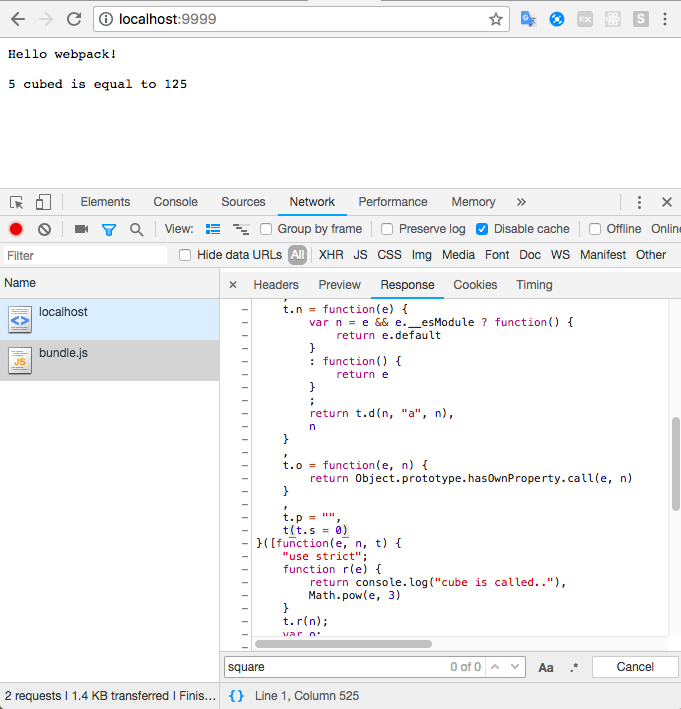 localhost:9999
EX
S
Hello webpack!
5 cubed is equal to 125
Elements Console Sources Network Performance Memory »
View: Group by frame Preserve log Disable cache Offline Online
Filter Hide data URLs All XHR JS CSS Img Media Font Doc WS Manifest Other
Name × Headers Preview Response Cookies Timing
localhost
JS bundle.js
,
t.n = function(e) {
var n = e && e.__esModule ? function() {
return e.default
}
: function() {
return e
}
;
return t.d(n, "a", n),
n
}
,
t.o = function(e, n) {
return Object.prototype.hasOwnProperty.call(e, n)
}
,
t.p = "",
t(t.s = 0)
}([function(e, n, t) {
"use strict";
function r(e) {
return console.log("cube is called.."),
Math.pow(e, 3)
}
t.r(n);
var o;
square 0 of 0 Aa .* Cancel
2 requests | 1.4 KB transferred | Finis… {} Line 1, Column 525